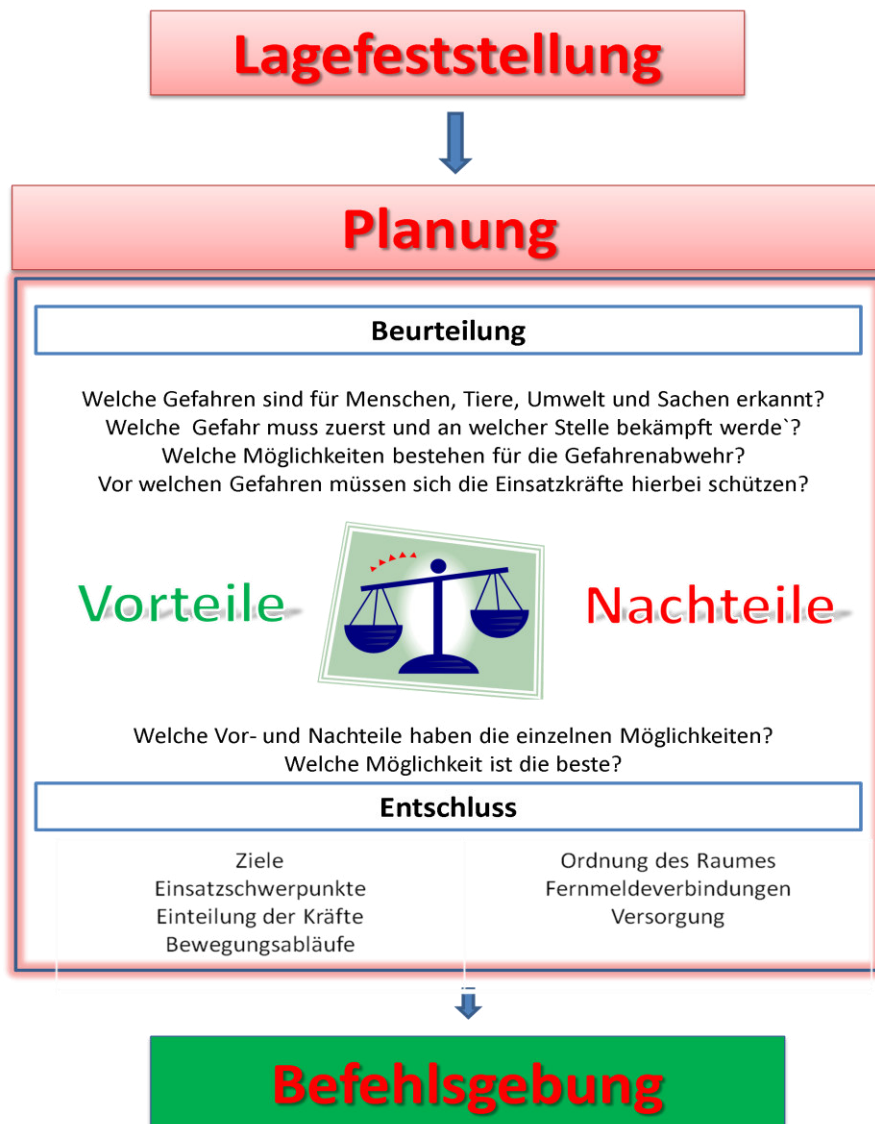 Lagefeststellung
Planung
Beurteilung
Welche Gefahren sind für Menschen, Tiere, Umwelt und Sachen erkannt?
Welche  Gefahr muss zuerst und an welcher Stelle bekämpft werde`?
Welche Möglichkeiten bestehen für die Gefahrenabwehr?
Vor welchen Gefahren müssen sich die Einsatzkräfte hierbei schützen?
Vorteile
Nachteile
Welche Vor- und Nachteile haben die einzelnen Möglichkeiten?
Welche Möglichkeit ist die beste?
Entschluss
Ziele
Einsatzschwerpunkte
Einteilung der Kräfte
Bewegungsabläufe
Ordnung des Raumes
Fernmeldeverbindungen
Versorgung
Befehlsgebung